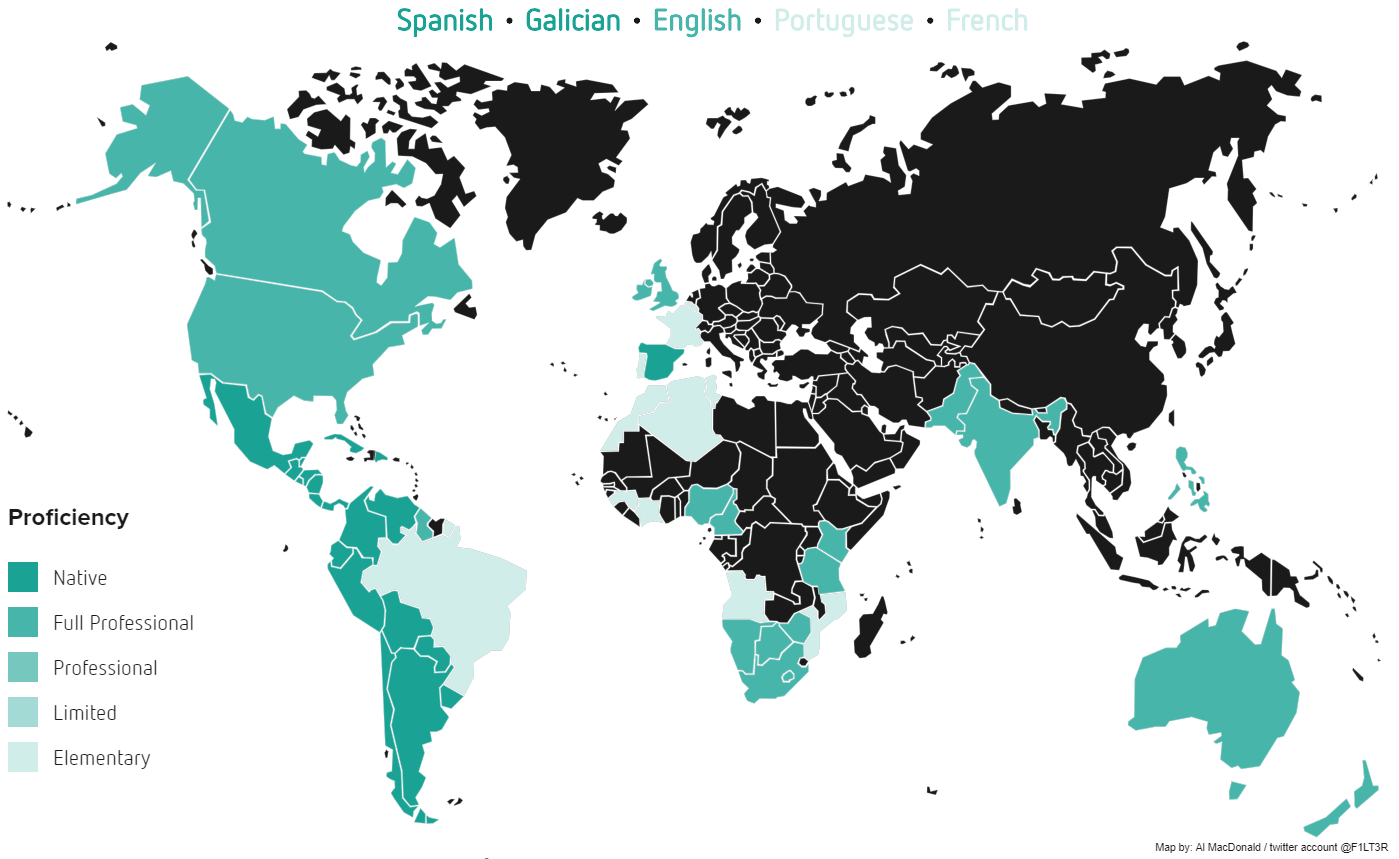 Spanish • Galician • English • Portuguese • French
Proficiency
Native
Full Professional
Professional
Limited
Elementary
Map by: Al MacDonald / twitter account @F1LT3R